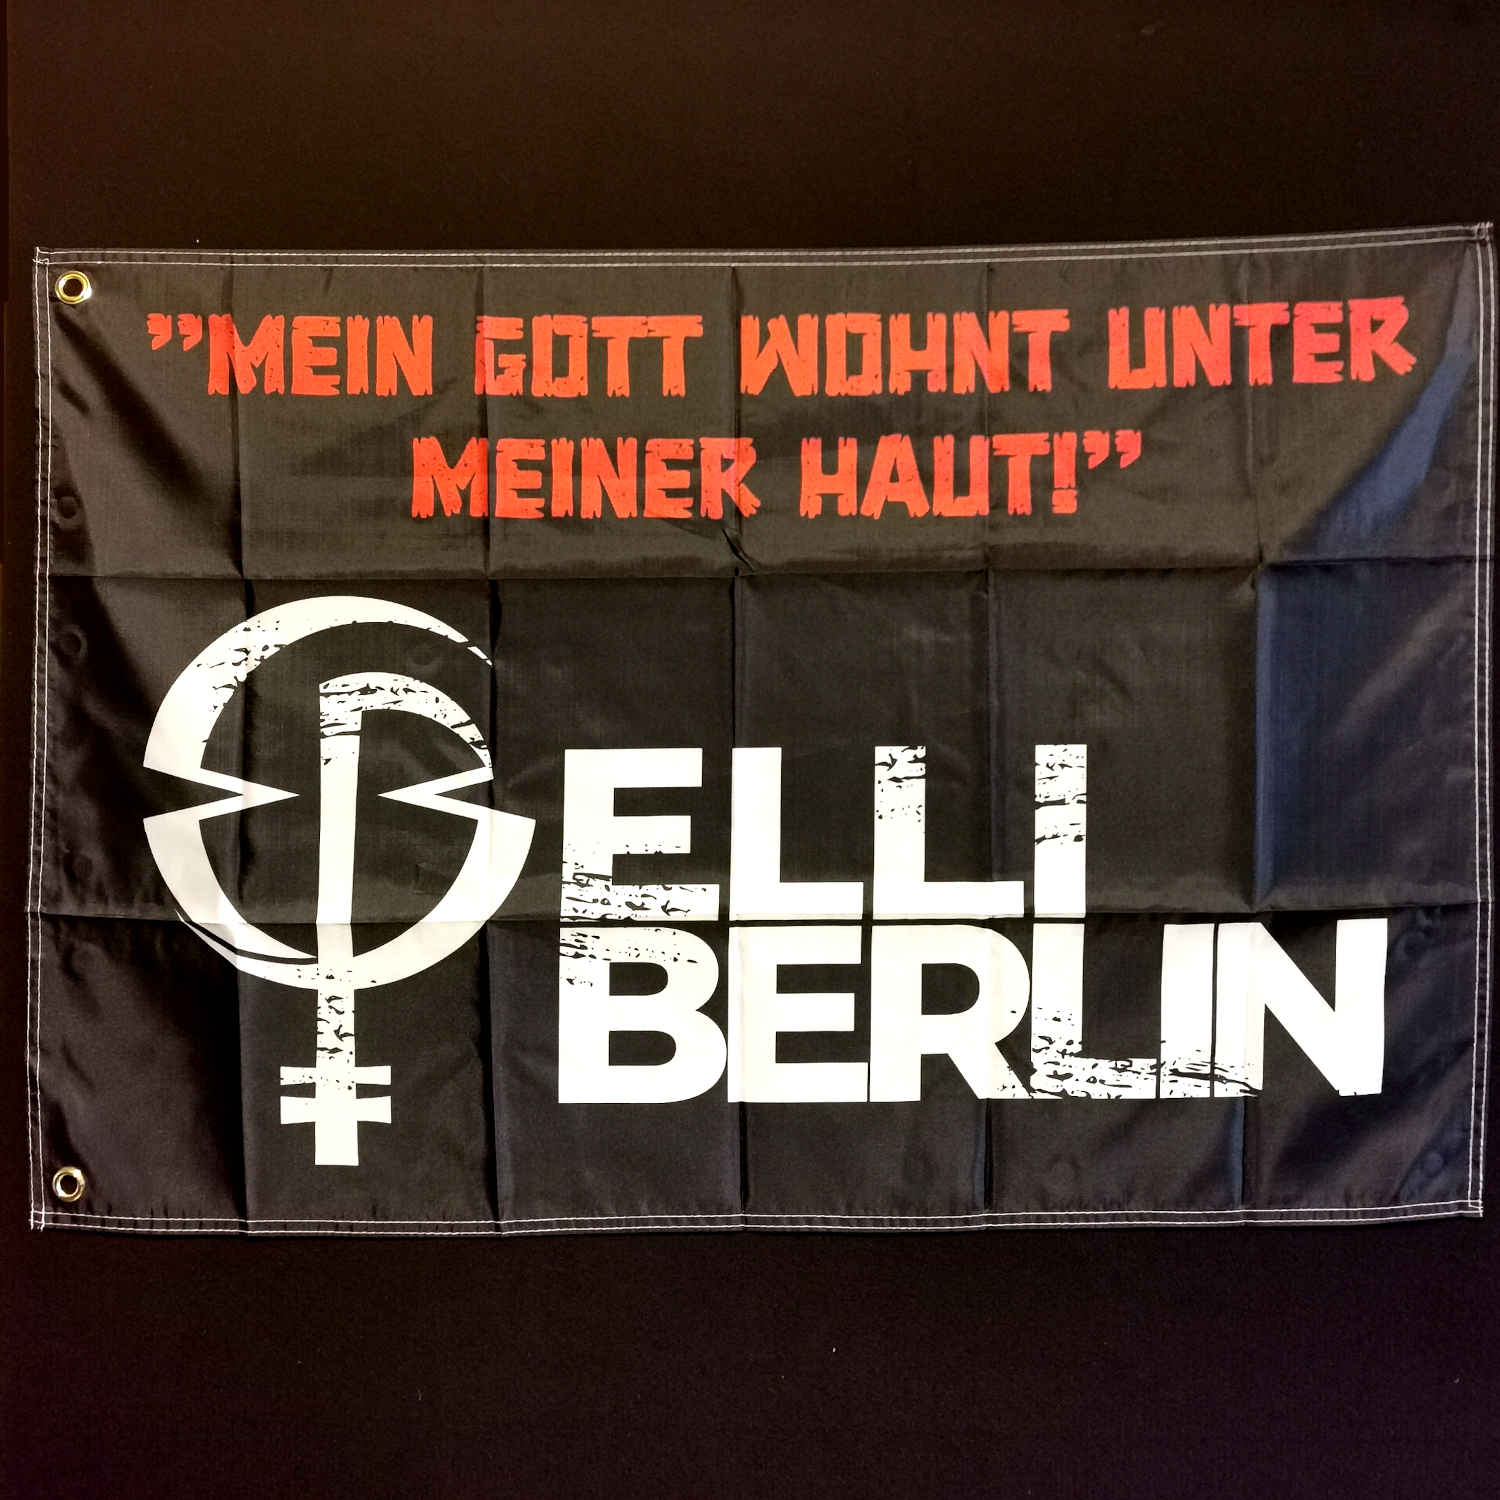 ”MEIN GOTT WOHNT UNTER
MEINER HAUT!”
ELLI
BERLIN